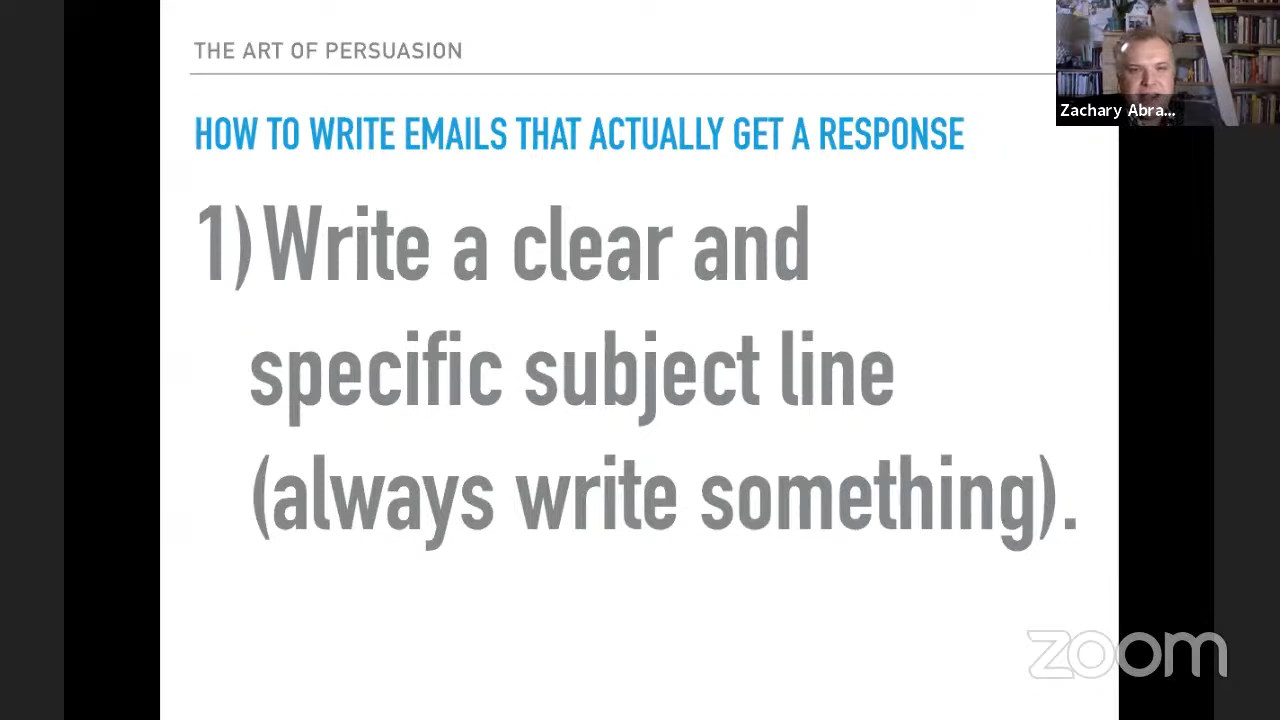 THE ART OF PERSUASION
HOW TO WRITE EMAILS THAT ACTUALLY GET A RESPONSE
1) Write a clear and
specific subject line
(always write something).
Zachary Abra...
zoom